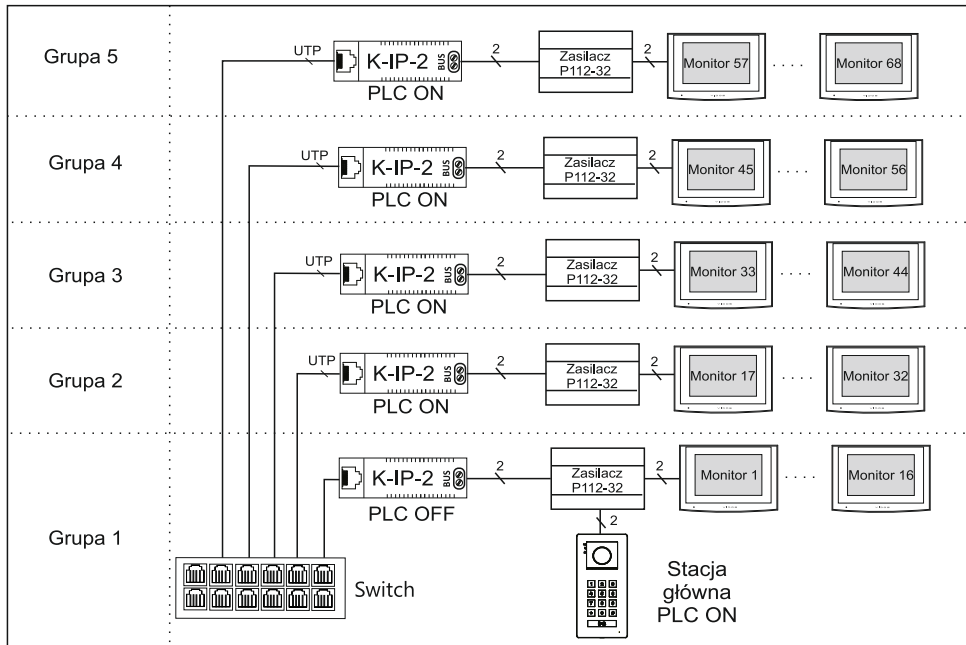 Grupa 5
UTP
K-IP-2
BUS
PLC ON
2
Zasilacz
P112-32
2
Monitor 57
Monitor 68
Grupa 4
UTP
K-IP-2
BUS
PLC ON
2
Zasilacz
P112-32
2
Monitor 45
Monitor 56
Grupa 3
UTP
K-IP-2
BUS
PLC ON
2
Zasilacz
P112-32
2
Monitor 33
Monitor 44
Grupa 2
UTP
K-IP-2
BUS
PLC ON
2
Zasilacz
P112-32
2
Monitor 17
Monitor 32
Grupa 1
K-IP-2
BUS
PLC OFF
2
Zasilacz
P112-32
2
Monitor 1
Monitor 16
2
Switch
Stacja
główna
PLC ON